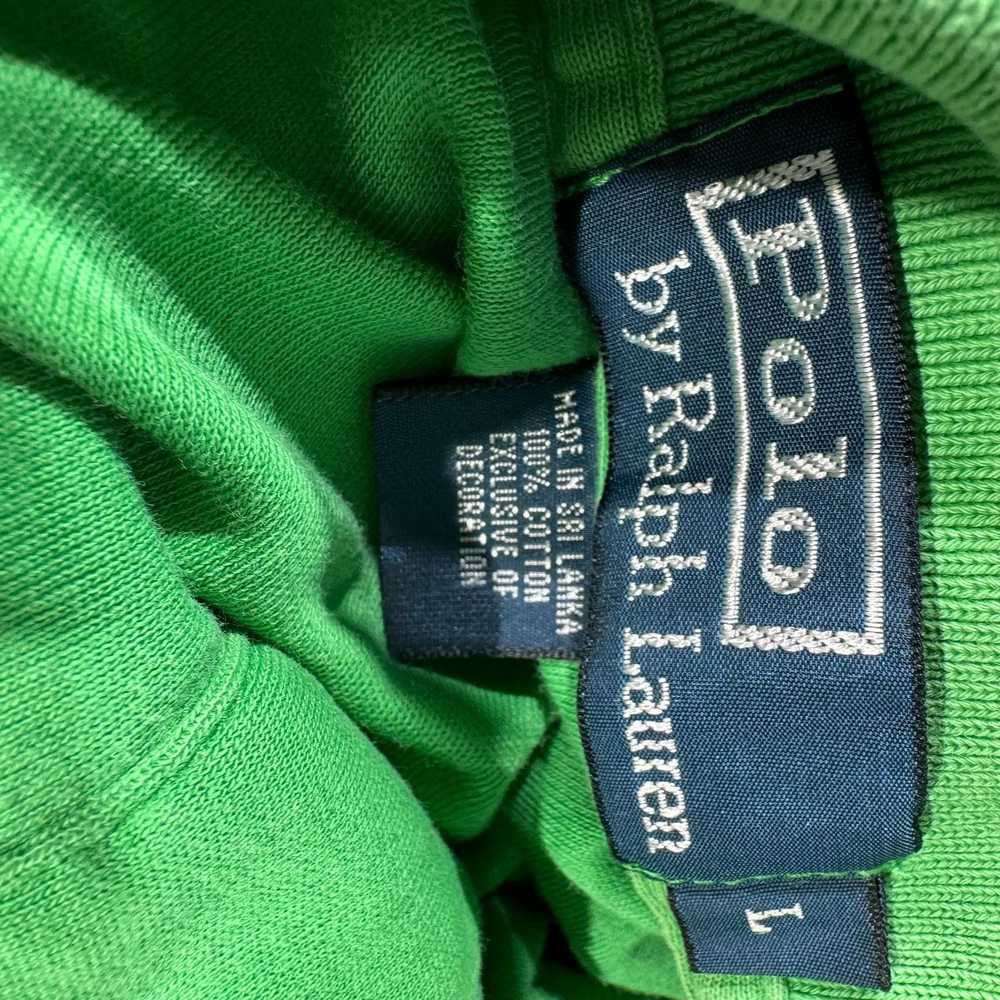 Polo
by Ralph Lauren
L
MADE IN SRI LANKA
100% COTTON
EXCLUSIVE OF
DECORATION